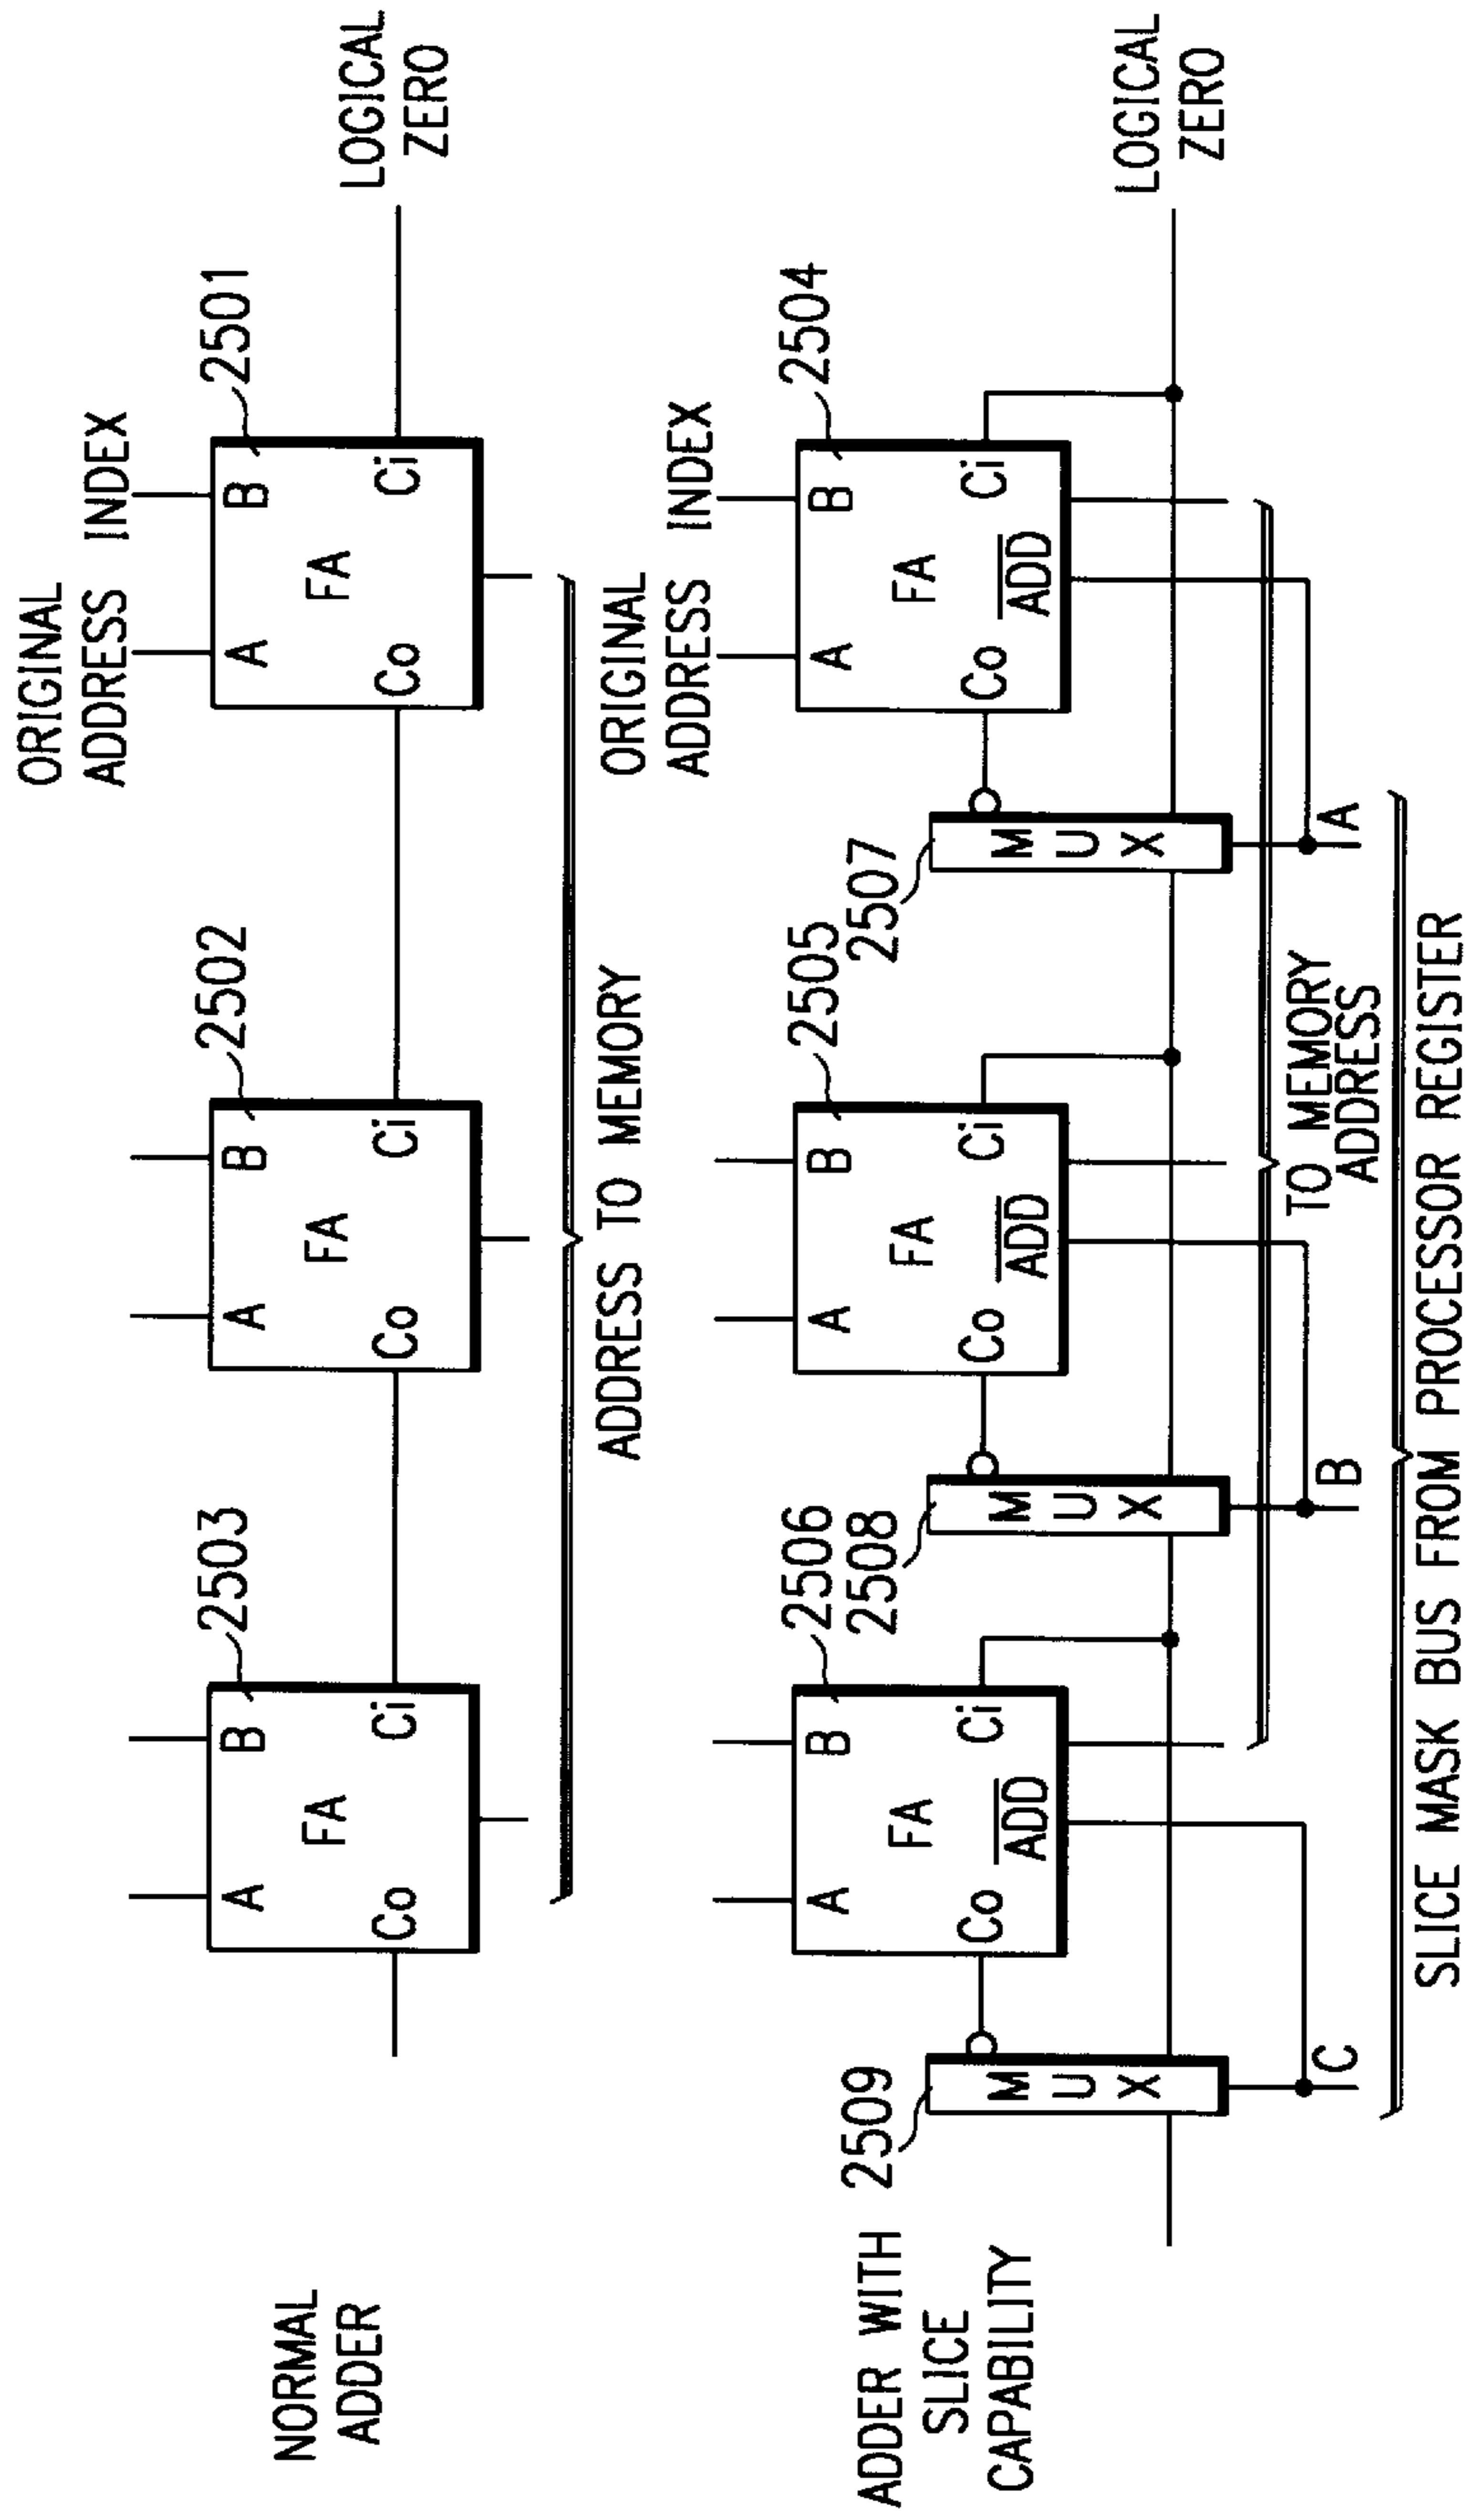 ORIGINAL
ADDRESS INDEX
2503
2502
2501
A B
FA
Co Ci
A B
FA
Co Ci
A B
FA
Co Ci
NORMAL
ADDER
LOGICAL
ZERO
ADDRESS TO MEMORY
ORIGINAL
ADDRESS INDEX
2506
2505
2504
A B
FA
Co ADD Ci
A B
FA
Co ADD Ci
A B
FA
Co ADD Ci
2509
2508
2507
ADDER WITH
SLICE
CAPABILITY
MUX
MUX
MUX
LOGICAL
ZERO
C
B
A
TO MEMORY
ADDRESS
SLICE MASK BUS FROM PROCESSOR REGISTER